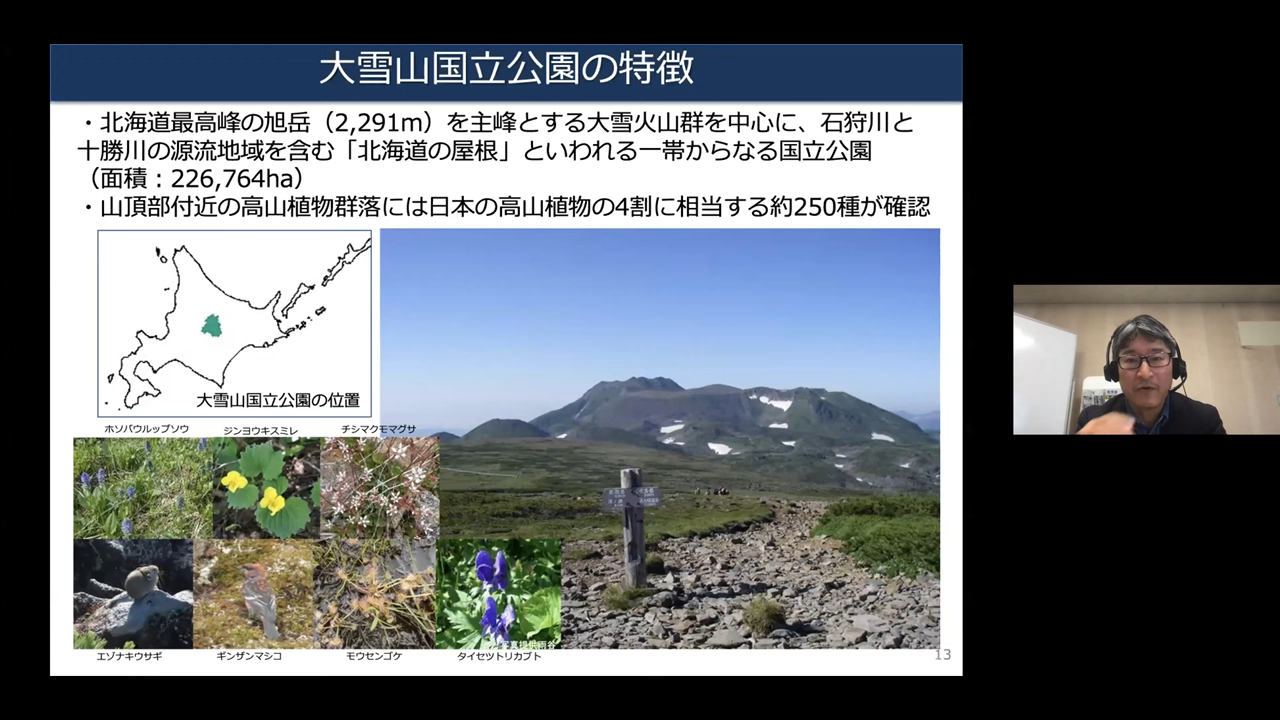 大雪山国立公園の特徴
・北海道最高峰の旭岳（2,291m）を主峰とする大雪火山群を中心に、石狩川と
十勝川の源流地域を含む「北海道の屋根」といわれる一帯からなる国立公園
（面積：226,764ha）
・山頂部付近の高山植物群落には日本の高山植物の4割に相当する約250種が確認
大雪山国立公園の位置
ホソバウルップソウ
ジンヨウキスミレ
チシマクモマグサ
写真提供雨谷
エゾナキウサギ
ギンザンマシコ
モウセンゴケ
タイセツトリカブト
13